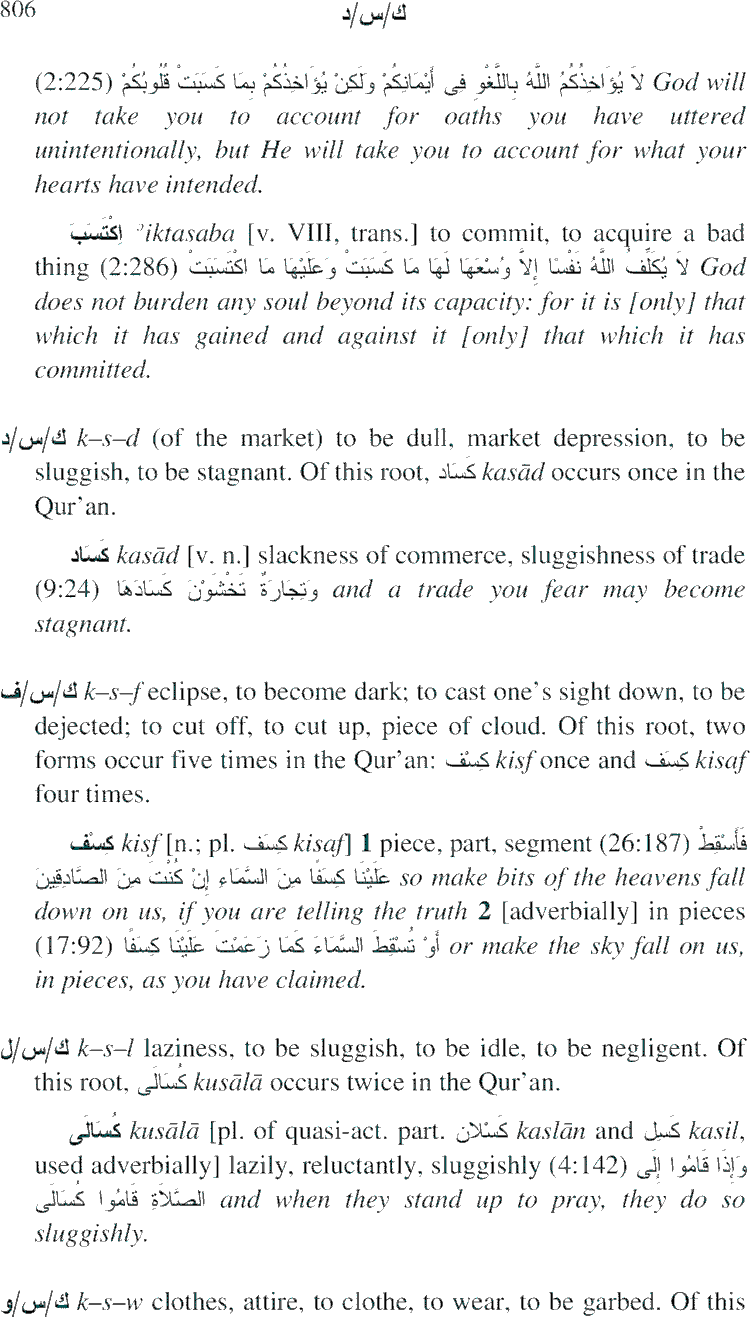 806
ك/س/د
(2:225) لاَ يُؤَاخِذُكُمُ اللَّهُ بِاللَّغْوِ فِى أَيْمَانِكُمْ وَلَكِنْ يُؤَاخِذُكُمْ بِمَا كَسَبَتْ قُلُوبُكُمْ God will
not take you to account for oaths you have uttered
unintentionally, but He will take you to account for what your
hearts have intended.
اِكْتَسَبَ ʾiktasaba [v. VIII, trans.] to commit, to acquire a bad
thing (2:286) لاَ يُكَلِّفُ اللَّهُ نَفْسًا إِلاَّ وُسْعَهَا لَهَا مَا كَسَبَتْ وَعَلَيْهَا مَا اكْتَسَبَتْ God
does not burden any soul beyond its capacity: for it is [only] that
which it has gained and against it [only] that which it has
committed.
ك/س/د k–s–d (of the market) to be dull, market depression, to be
sluggish, to be stagnant. Of this root, كَسَاد kasād occurs once in the
Qur’an.
كَسَاد kasād [v. n.] slackness of commerce, sluggishness of trade
(9:24) وَتِجَارَةٌ تَخْشَوْنَ كَسَادَهَا and a trade you fear may become
stagnant.
ك/س/ف k–s–f eclipse, to become dark; to cast one’s sight down, to be
dejected; to cut off, to cut up, piece of cloud. Of this root, two
forms occur five times in the Qur’an: كِسْف kisf once and كِسَف kisaf
four times.
كِسْف kisf [n.; pl. كِسَف kisaf] 1 piece, part, segment (26:187) فَأَسْقِطْ
عَلَيْنَا كِسَفًا مِنَ السَّمَاءِ إِنْ كُنْتَ مِنَ الصَّادِقِينَ so make bits of the heavens fall
down on us, if you are telling the truth 2 [adverbially] in pieces
(17:92) أَوْ تُسْقِطَ السَّمَاءَ كَمَا زَعَمْتَ عَلَيْنَا كِسَفًا or make the sky fall on us,
in pieces, as you have claimed.
ك/س/ل k–s–l laziness, to be sluggish, to be idle, to be negligent. Of
this root, كُسَالَى kusālā occurs twice in the Qur’an.
كُسَالَى kusālā [pl. of quasi-act. part. كَسْلان kaslān and كَسِل kasil,
used adverbially] lazily, reluctantly, sluggishly (4:142) وَإِذَا قَامُوا إِلَى
الصَّلاَةِ قَامُوا كُسَالَى and when they stand up to pray, they do so
sluggishly.
ك/س/و k–s–w clothes, attire, to clothe, to wear, to be garbed. Of this